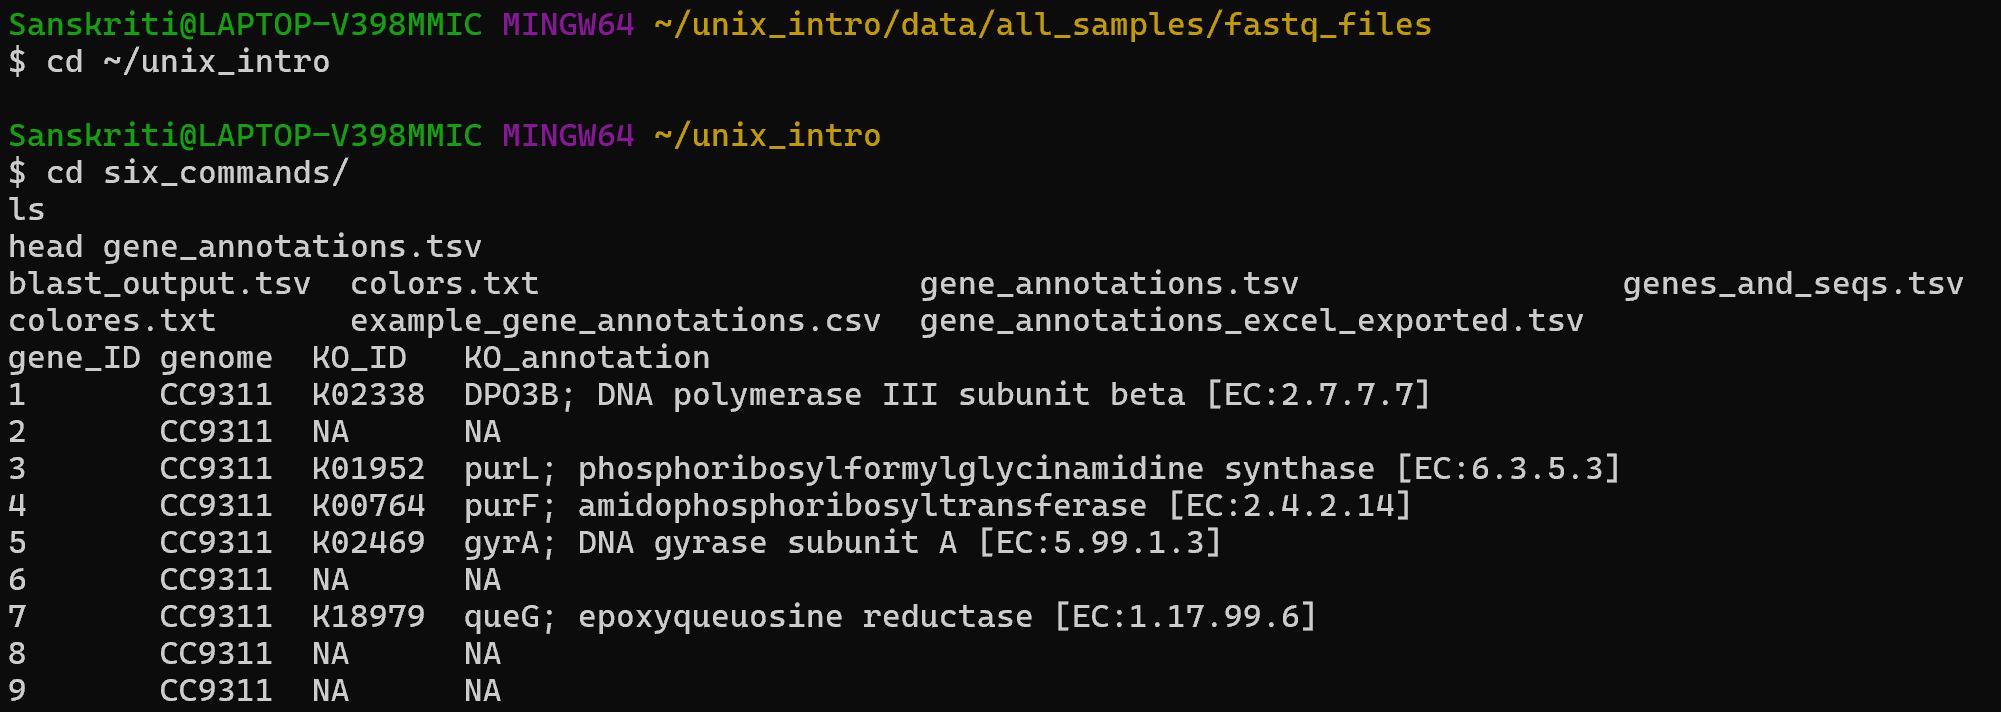 Sanskriti@LAPTOP-V398MMIC MINGW64 ~/unix_intro/data/all_samples/fastq_files
$ cd ~/unix_intro
Sanskriti@LAPTOP-V398MMIC MINGW64 ~/unix_intro
$ cd six_commands/
ls
head gene_annotations.tsv
blast_output.tsv  colors.txt                    gene_annotations.tsv                 genes_and_seqs.tsv
colores.txt       example_gene_annotations.csv  gene_annotations_excel_exported.tsv
gene_ID genome  KO_ID   KO_annotation
1       CC9311  K02338  DPO3B; DNA polymerase III subunit beta [EC:2.7.7.7]
2       CC9311  NA      NA
3       CC9311  K01952  purL; phosphoribosylformylglycinamidine synthase [EC:6.3.5.3]
4       CC9311  K00764  purF; amidophosphoribosyltransferase [EC:2.4.2.14]
5       CC9311  K02469  gyrA; DNA gyrase subunit A [EC:5.99.1.3]
6       CC9311  NA      NA
7       CC9311  K18979  queG; epoxyqueuosine reductase [EC:1.17.99.6]
8       CC9311  NA      NA
9       CC9311  NA      NA